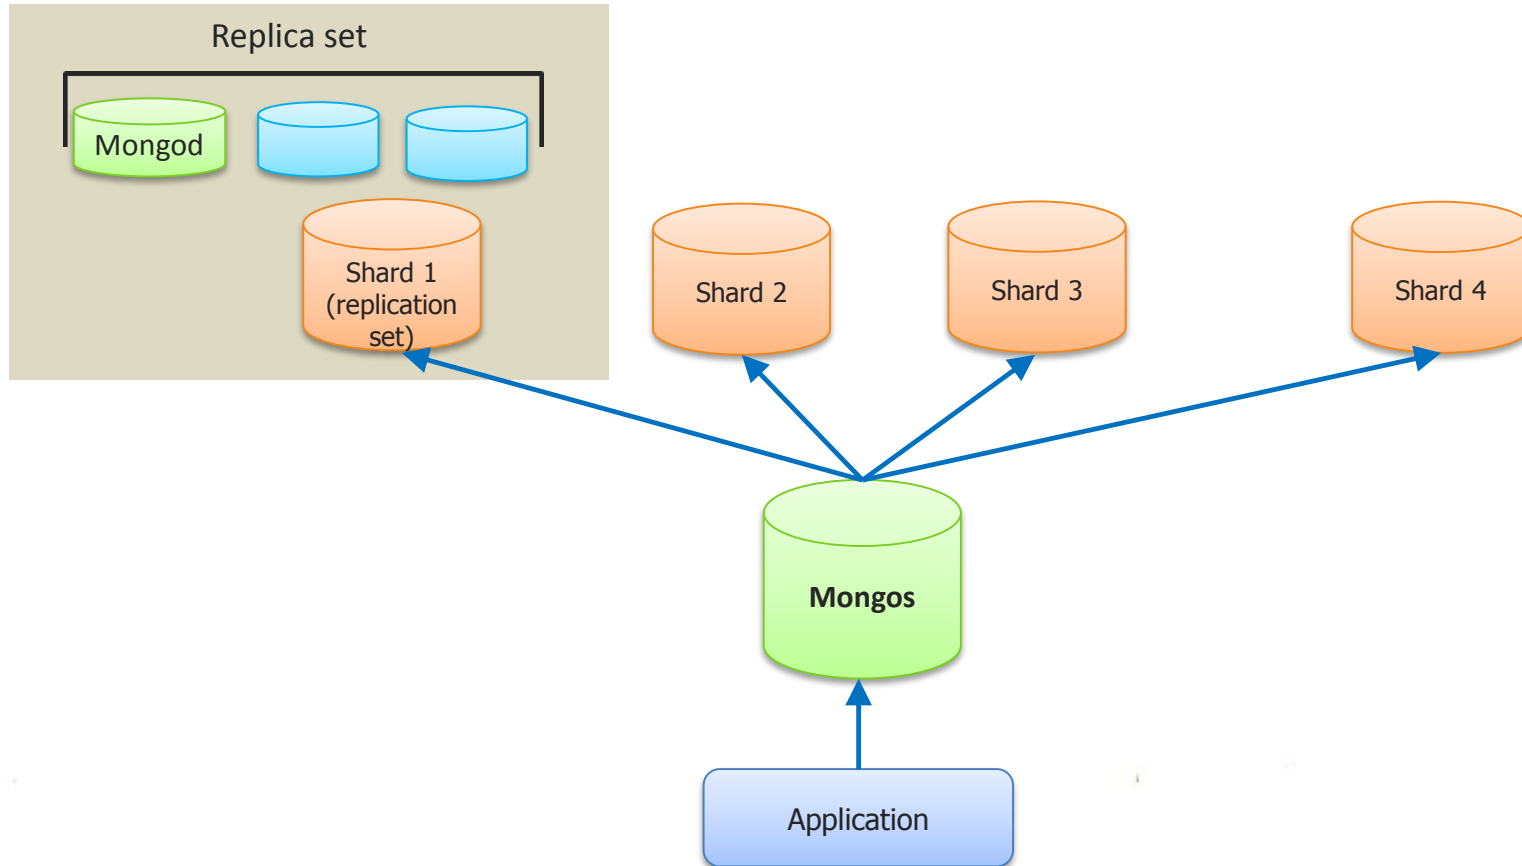 Replica set
Mongod
Shard 1
(replication
set)
Shard 2
Shard 3
Shard 4
Mongos
Application